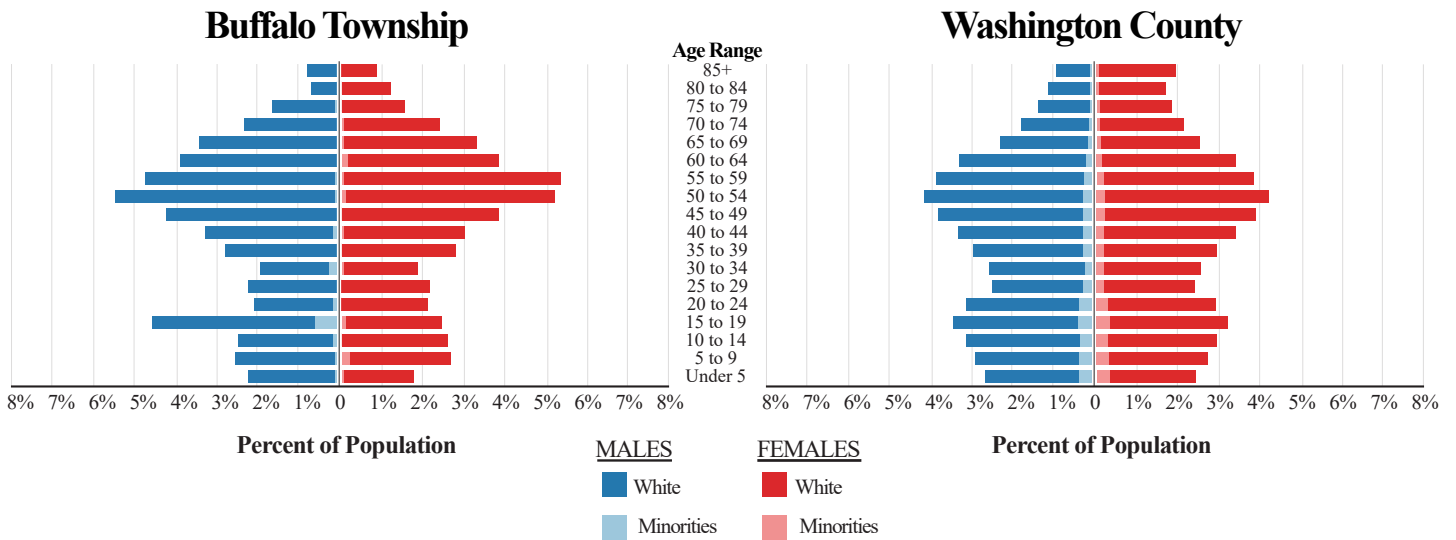 Buffalo Township
Washington County
Age Range
85+
80 to 84
75 to 79
70 to 74
65 to 69
60 to 64
55 to 59
50 to 54
45 to 49
40 to 44
35 to 39
30 to 34
25 to 29
20 to 24
15 to 19
10 to 14
5 to 9
Under 5
8% 7% 6% 5% 4% 3% 2% 1% 0 1% 2% 3% 4% 5% 6% 7% 8%
8% 7% 6% 5% 4% 3% 2% 1% 0 1% 2% 3% 4% 5% 6% 7% 8%
Percent of Population
Percent of Population
MALES
White
Minorities
FEMALES
White
Minorities